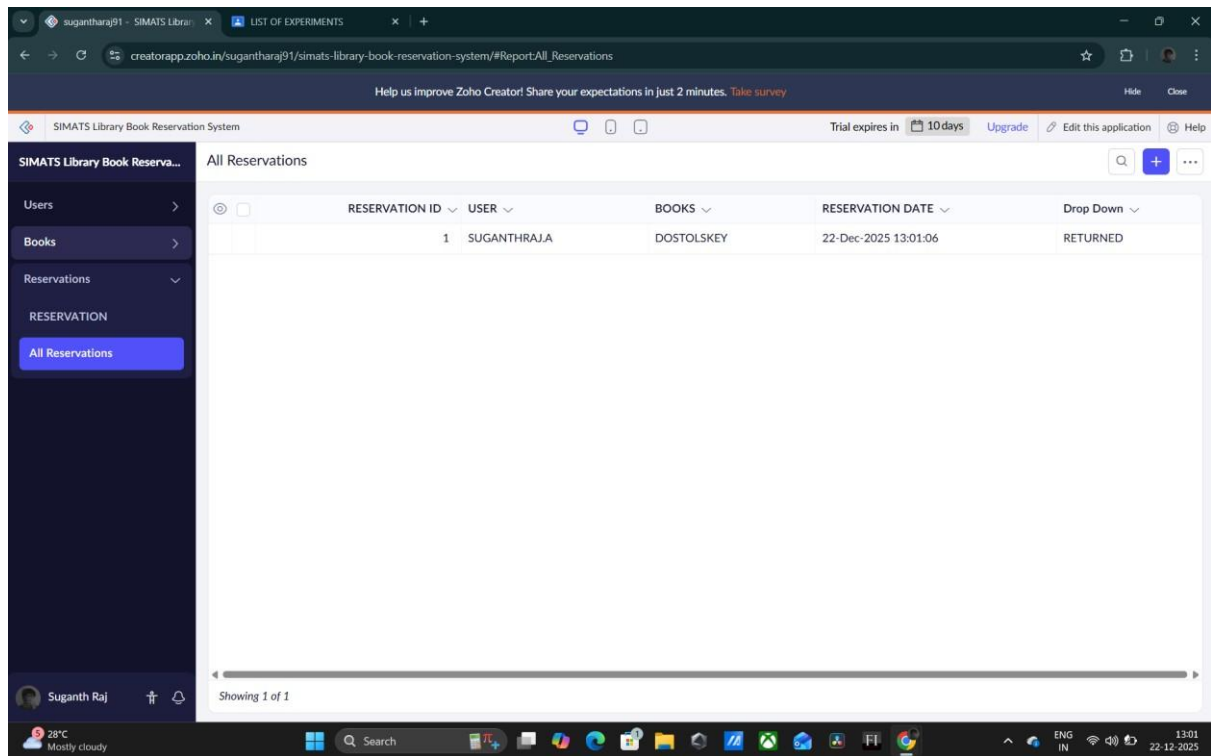 sugantharaj91 - SIMATS Librar
LIST OF EXPERIMENTS
creatorapp.zoho.in/sugantharaj91/simats-library-book-reservation-system/#Report:All_Reservations
Help us improve Zoho Creator! Share your expectations in just 2 minutes. Take survey Hide Close
SIMATS Library Book Reservation System Trial expires in 10 days Upgrade Edit this application Help
SIMATS Library Book Reserva... All Reservations
Users
RESERVATION ID USER BOOKS RESERVATION DATE Drop Down
Books
1 SUGANTHRAJ.A DOSTOLSKEY 22-Dec-2025 13:01:06 RETURNED
Reservations
RESERVATION
All Reservations
Suganth Raj
Showing 1 of 1
5 28°C
Mostly cloudy
Search
ENG
IN
13:01
22-12-2025